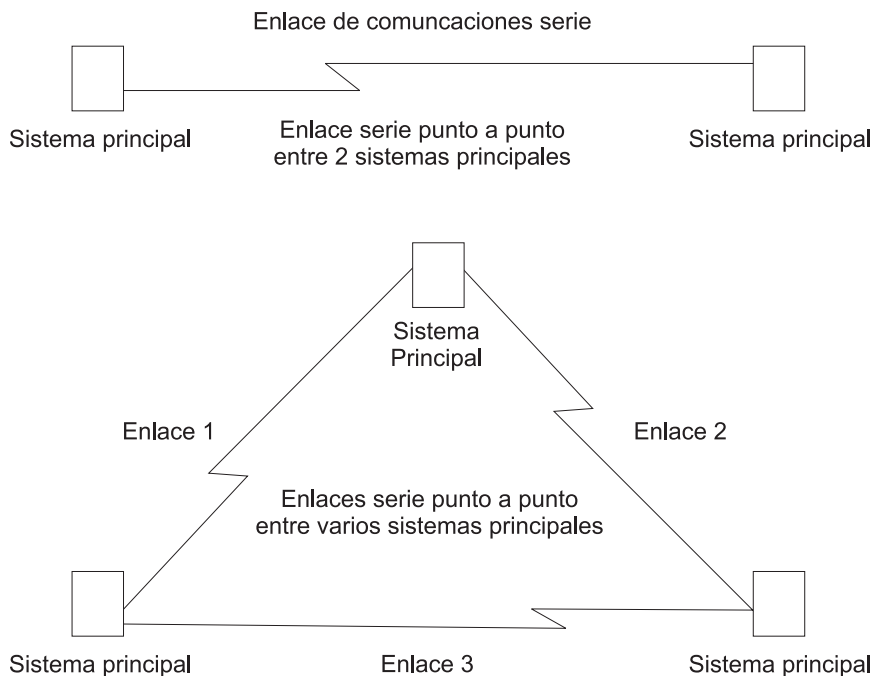 Enlace de comuncaciones serie
Sistema principal
Sistema principal
Enlace serie punto a punto
entre 2 sistemas principales
Sistema
Principal
Enlace 1
Enlace 2
Enlaces serie punto a punto
entre varios sistemas principales
Sistema principal
Enlace 3
Sistema principal